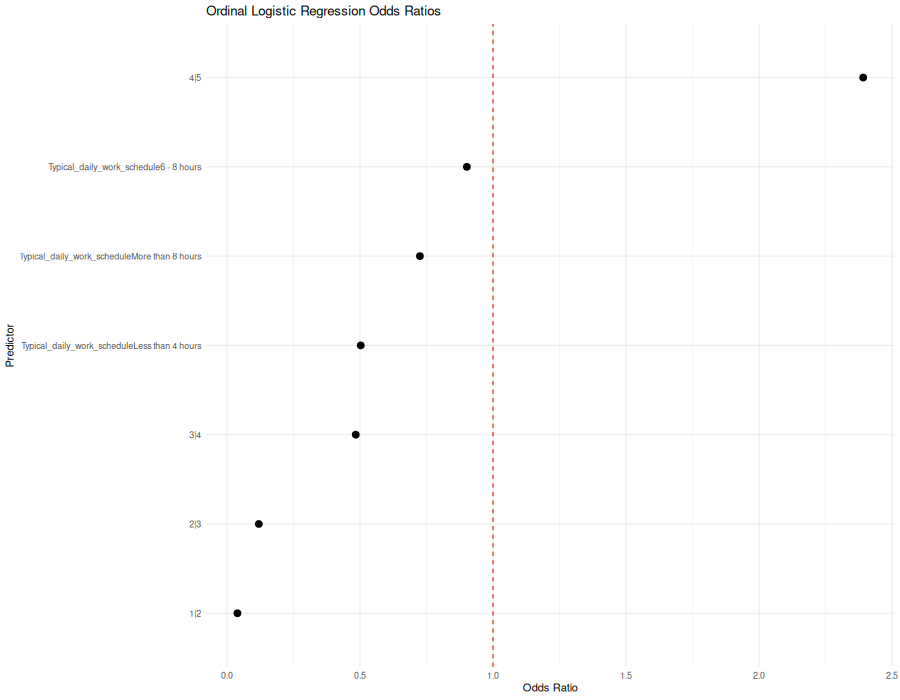 Ordinal Logistic Regression Odds Ratios
4|5
Typical_daily_work_schedule6 - 8 hours
Typical_daily_work_scheduleMore than 8 hours
Typical_daily_work_scheduleLess than 4 hours
3|4
2|3
1|2
Predictor
0.0 0.5 1.0 1.5 2.0 2.5
Odds Ratio